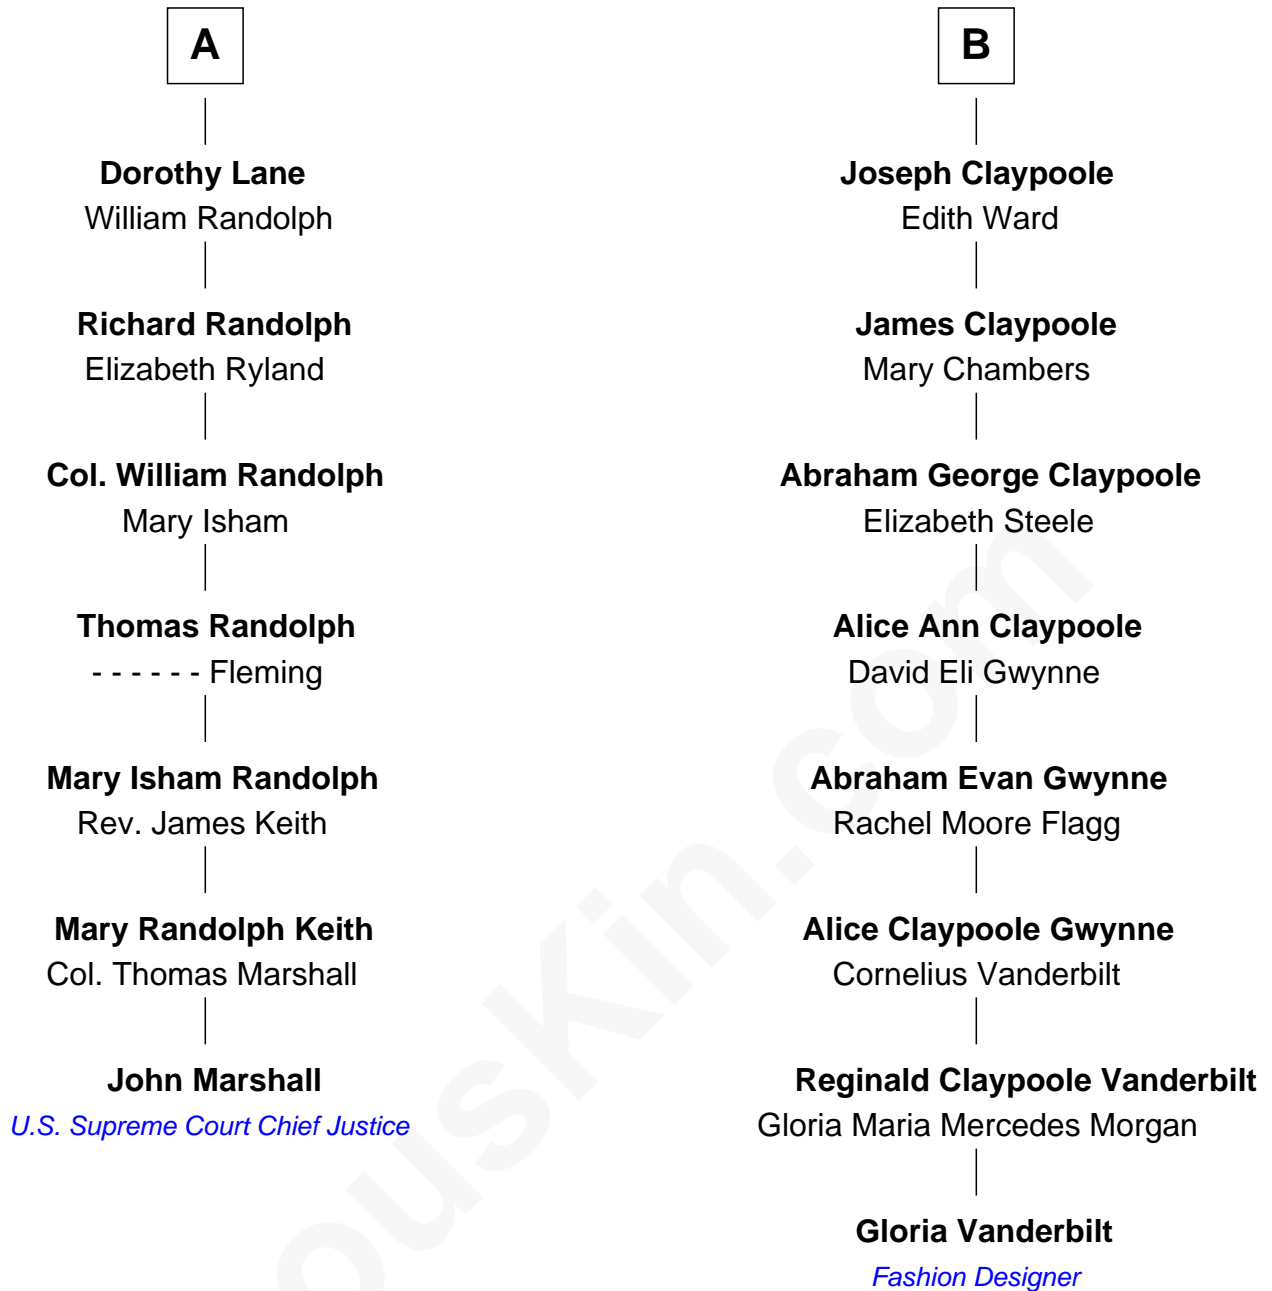 A
Dorothy Lane
William Randolph
Richard Randolph
Elizabeth Ryland
Col. William Randolph
Mary Isham
Thomas Randolph
- - - - - - Fleming
Mary Isham Randolph
Rev. James Keith
Mary Randolph Keith
Col. Thomas Marshall
John Marshall
U.S. Supreme Court Chief Justice
B
Joseph Claypoole
Edith Ward
James Claypoole
Mary Chambers
Abraham George Claypoole
Elizabeth Steele
Alice Ann Claypoole
David Eli Gwynne
Abraham Evan Gwynne
Rachel Moore Flagg
Alice Claypoole Gwynne
Cornelius Vanderbilt
Reginald Claypoole Vanderbilt
Gloria Maria Mercedes Morgan
Gloria Vanderbilt
Fashion Designer
ousKin.com